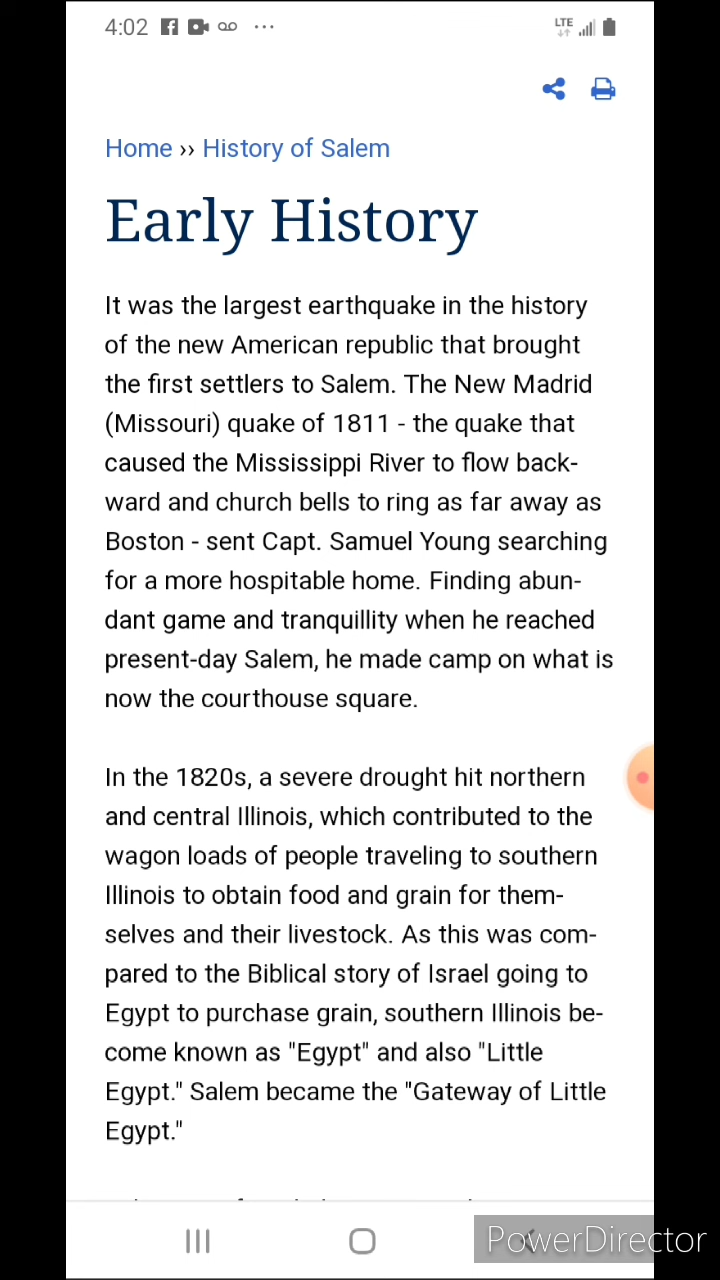 4:02
LTE
Home ›› History of Salem
Early History
It was the largest earthquake in the history
of the new American republic that brought
the first settlers to Salem. The New Madrid
(Missouri) quake of 1811 - the quake that
caused the Mississippi River to flow back-
ward and church bells to ring as far away as
Boston - sent Capt. Samuel Young searching
for a more hospitable home. Finding abun-
dant game and tranquillity when he reached
present-day Salem, he made camp on what is
now the courthouse square.
In the 1820s, a severe drought hit northern
and central Illinois, which contributed to the
wagon loads of people traveling to southern
Illinois to obtain food and grain for them-
selves and their livestock. As this was com-
pared to the Biblical story of Israel going to
Egypt to purchase grain, southern Illinois be-
come known as "Egypt" and also "Little
Egypt." Salem became the "Gateway of Little
Egypt."
PowerDirector